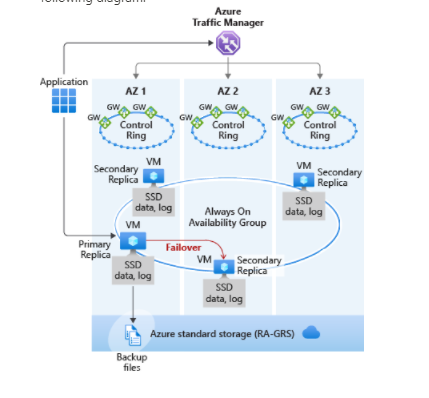 following diagram:
Azure
Traffic Manager
Application
AZ 1
AZ 2
AZ 3
GW
GW
GW
Control
Ring
GW
GW
GW
Control
Ring
GW
GW
GW
Control
Ring
VM
Secondary
Replica
SSD
data, log
VM
Secondary
Replica
SSD
data, log
Always On
Availability Group
VM
Primary
Replica
SSD
data, log
Failover
VM
Secondary
Replica
SSD
data, log
Azure standard storage (RA-GRS)
Backup
files